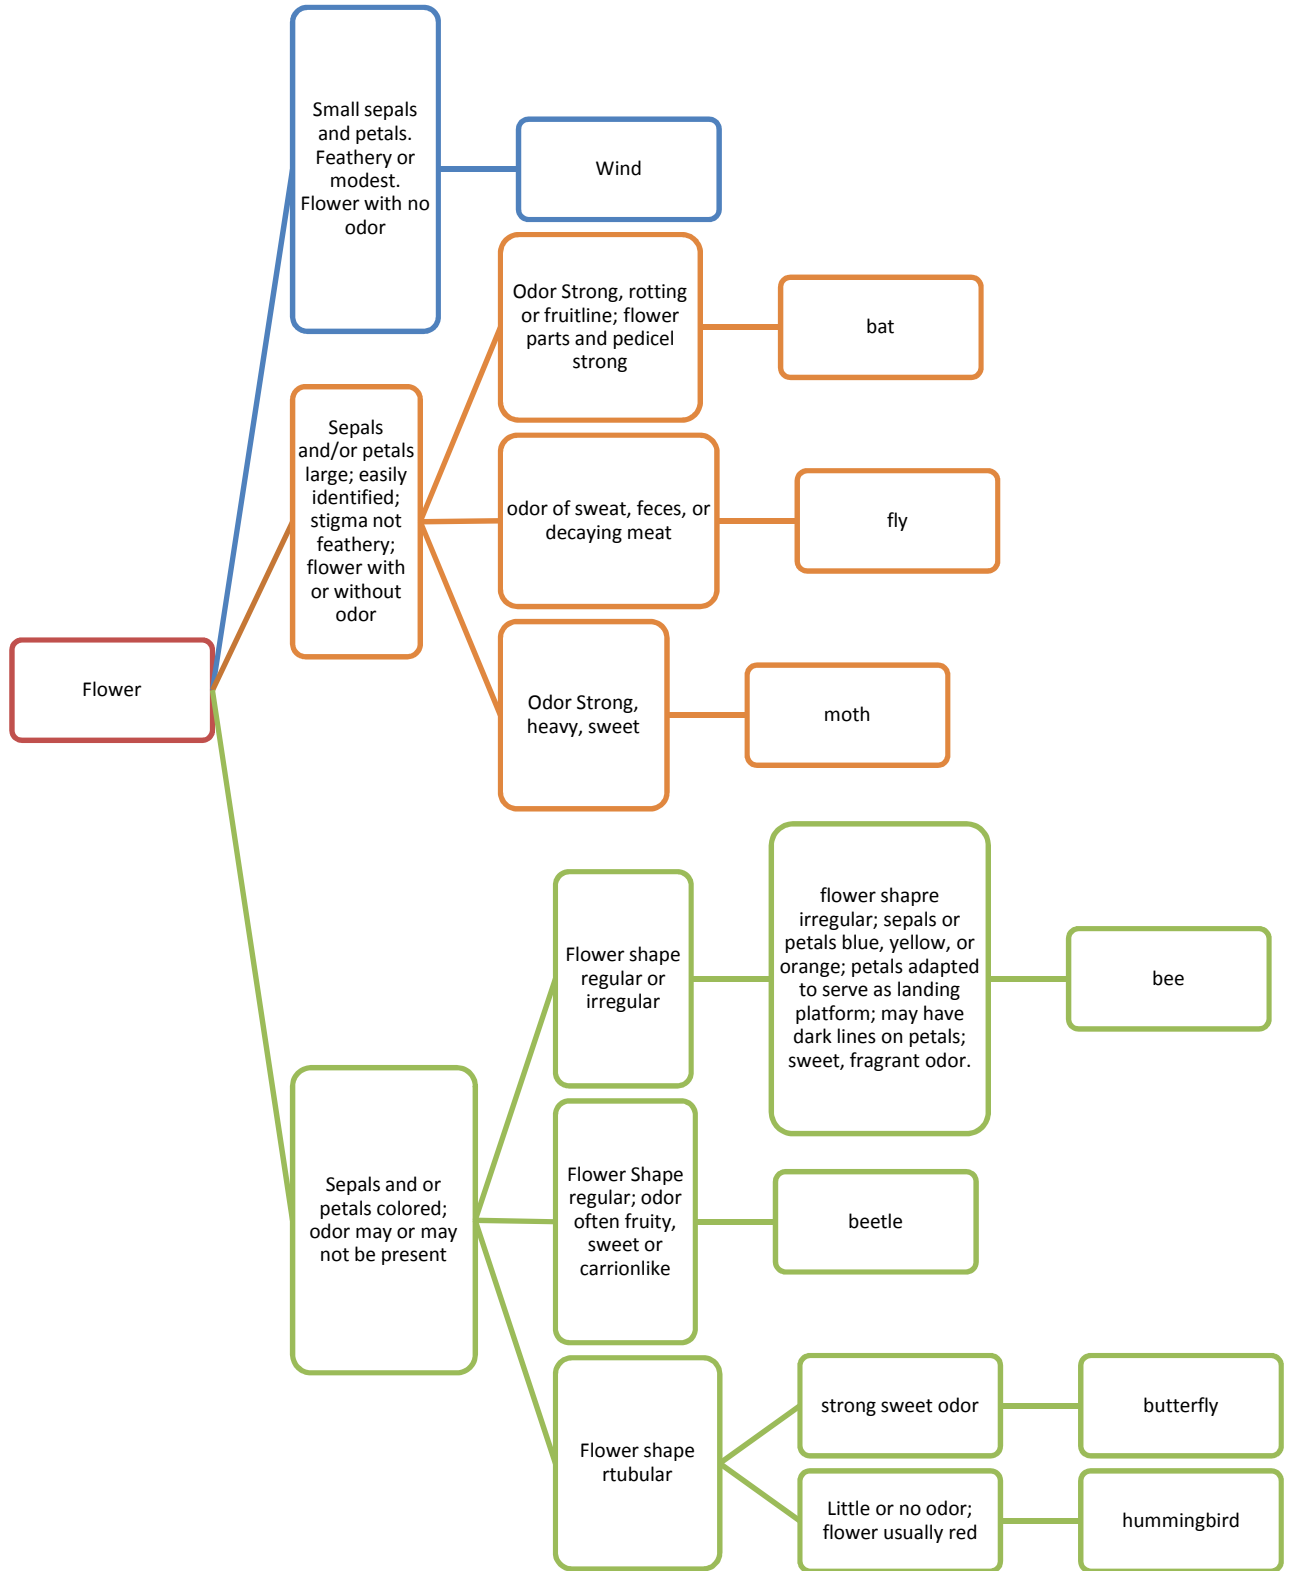 Small sepals
and petals.
Feathery or
modest.
Flower with no
odor
Wind
Odor Strong, rotting
or fruitline; flower
parts and pedicel
strong
bat
Sepals
and/or petals
large; easily
identified;
stigma not
feathery;
flower with
or without
odor
odor of sweat, feces, or
decaying meat
fly
Flower
Odor Strong,
heavy, sweet
moth
Flower shape
regular or
irregular
flower shapre
irregular; sepals or
petals blue, yellow, or
orange; petals adapted
to serve as landing
platform; may have
dark lines on petals;
sweet, fragrant odor.
bee
Sepals and or
petals colored;
odor may or may
not be present
Flower Shape
regular; odor
often fruity,
sweet or
carrionlike
beetle
Flower shape
rtubular
strong sweet odor
butterfly
Little or no odor;
flower usually red
hummingbird